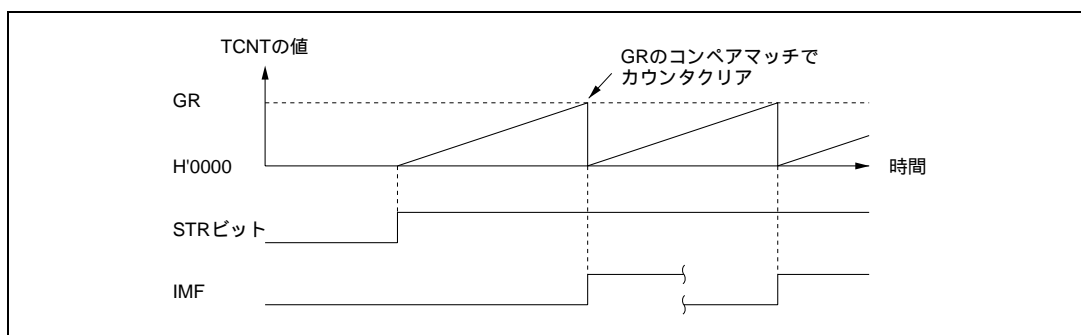 TCNTの値
GRのコンペアマッチで
カウンタクリア
GR
H'0000
時間
STRビット
IMF